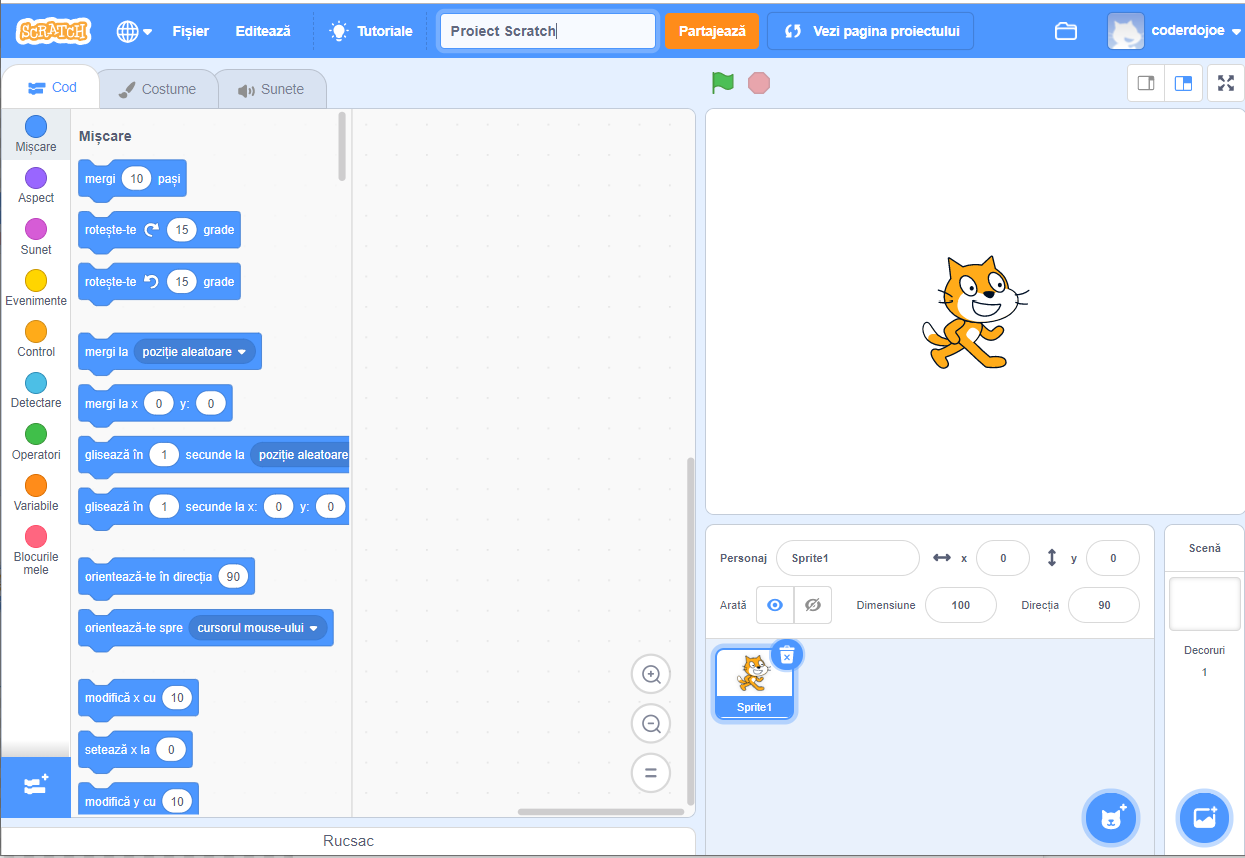 SCRATCH Fișier Editează Tutoriale Proiect Scratch Partajează Vezi pagina proiectului coderdojoe
Cod Costume Sunete
Mișcare
Aspect
Sunet
Evenimente
Control
Detectare
Operatori
Variabile
Blocurile
mele
Mișcare
mergi 10 pași
rotește-te 15 grade
rotește-te 15 grade
mergi la poziție aleatoare
mergi la x 0 y: 0
glisează în 1 secunde la poziție aleatoare
glisează în 1 secunde la x: 0 y: 0
orientează-te în direcția 90
orientează-te spre cursorul mouse-ului
modifică x cu 10
setează x la 0
modifică y cu 10
Rucsac
Personaj Sprite1 x 0 y 0
Arată Dimensiune 100 Direcția 90
Sprite1
Scenă
Decoruri
1